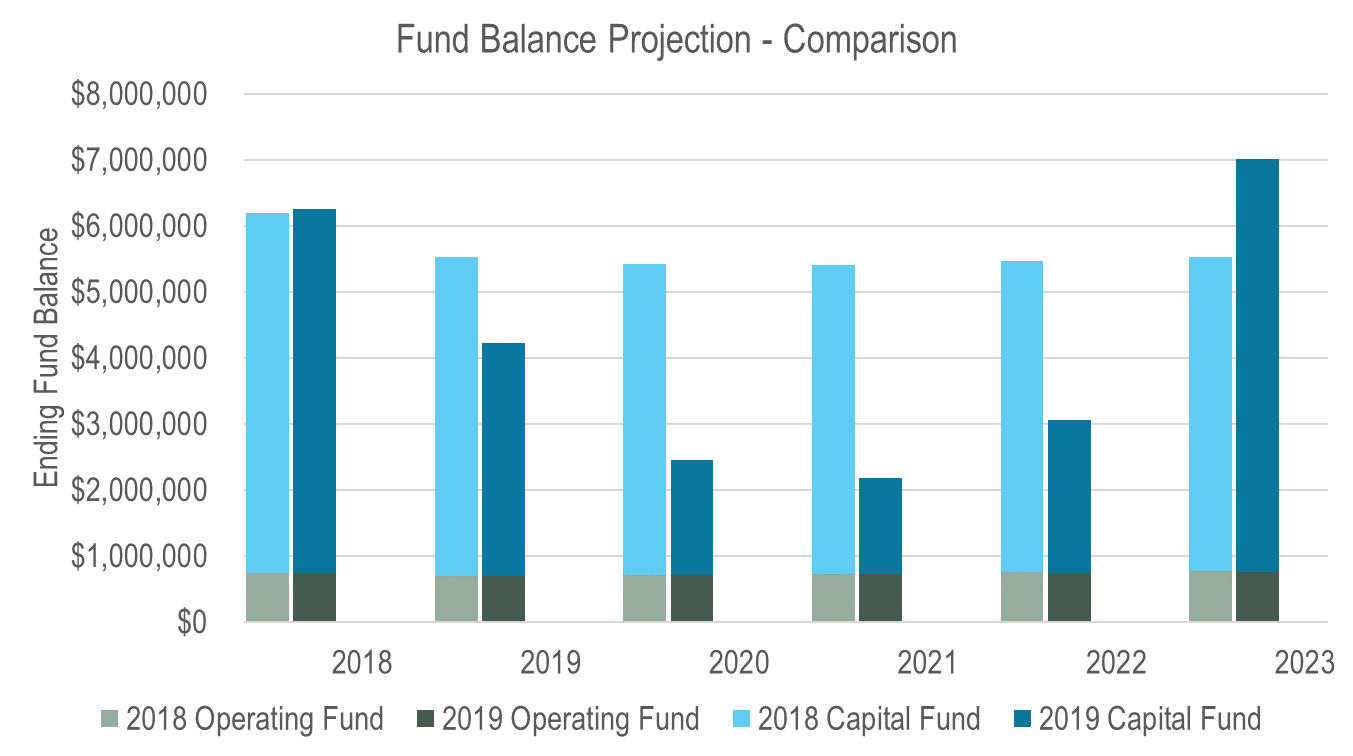 Fund Balance Projection - Comparison
Ending Fund Balance
$8,000,000
$7,000,000
$6,000,000
$5,000,000
$4,000,000
$3,000,000
$2,000,000
$1,000,000
$0
2018 2019 2020 2021 2022 2023
2018 Operating Fund 2019 Operating Fund 2018 Capital Fund 2019 Capital Fund